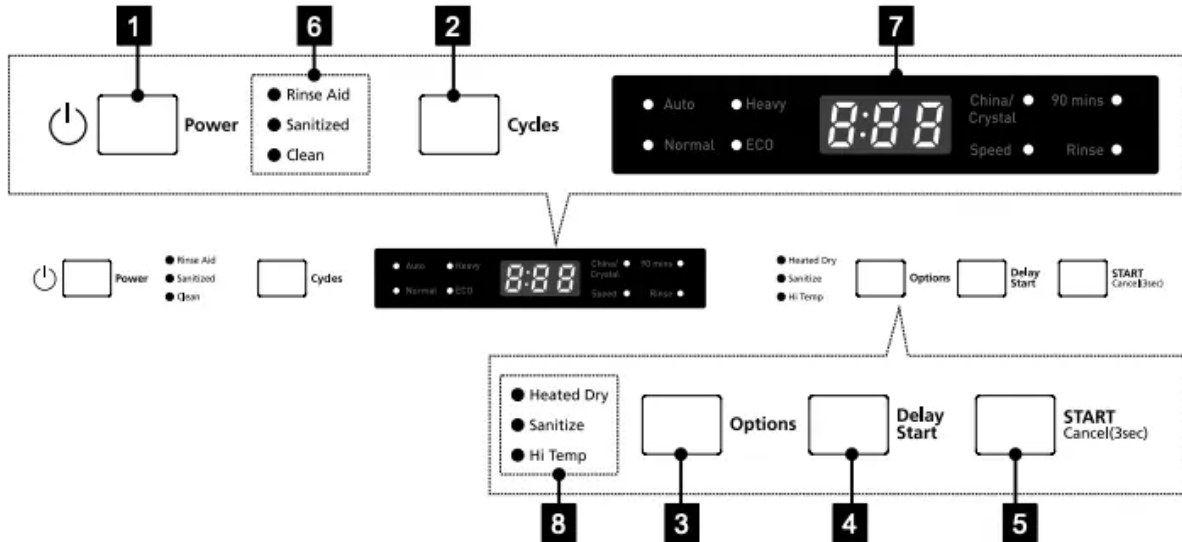 1
6
2
7
Power
Rinse Aid
Sanitized
Clean
Cycles
Auto
Heavy
Normal
ECO
8:88
China/
Crystal
90 mins
Speed
Rinse
Power
Rinse Aid
Sanitized
Clean
Cycles
Auto
Heavy
Normal
ECO
8:88
China/
Crystal
90 mins
Speed
Rinse
Heated Dry
Sanitize
Hi Temp
Options
Delay
Start
START
Cancel(3sec)
Heated Dry
Sanitize
Hi Temp
Options
Delay
Start
START
Cancel(3sec)
8
3
4
5